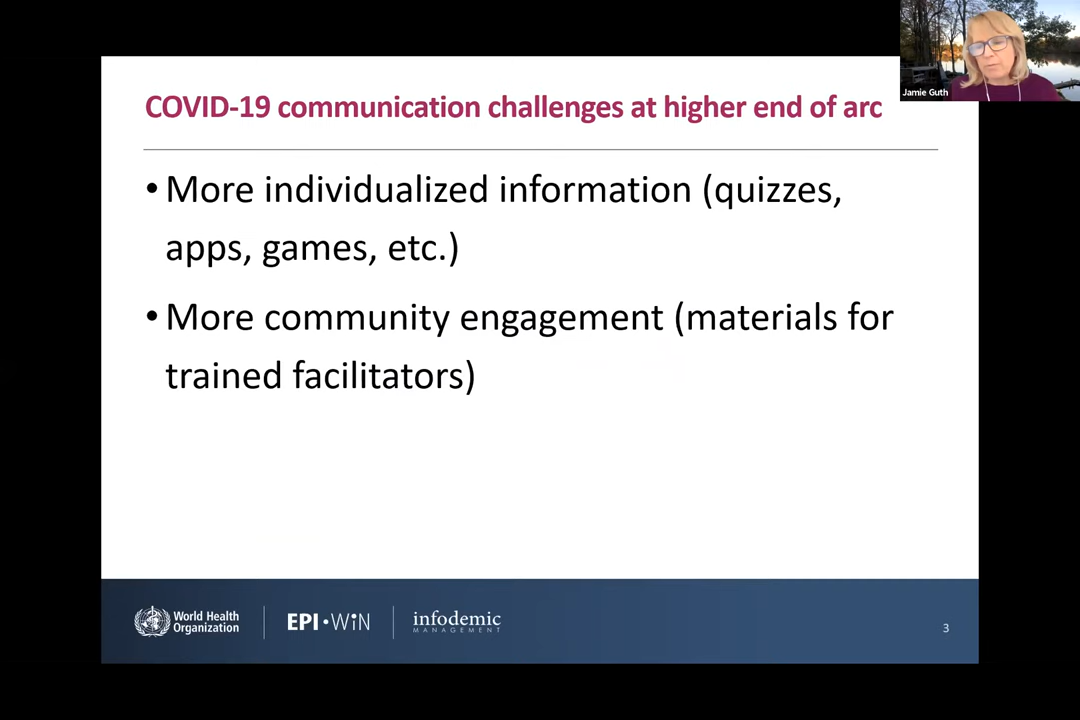 Jamie Guth
COVID-19 communication challenges at higher end of arc
• More individualized information (quizzes,
apps, games, etc.)
• More community engagement (materials for
trained facilitators)
World Health
Organization
EPI•WiN
infodemic
MANAGEMENT
3